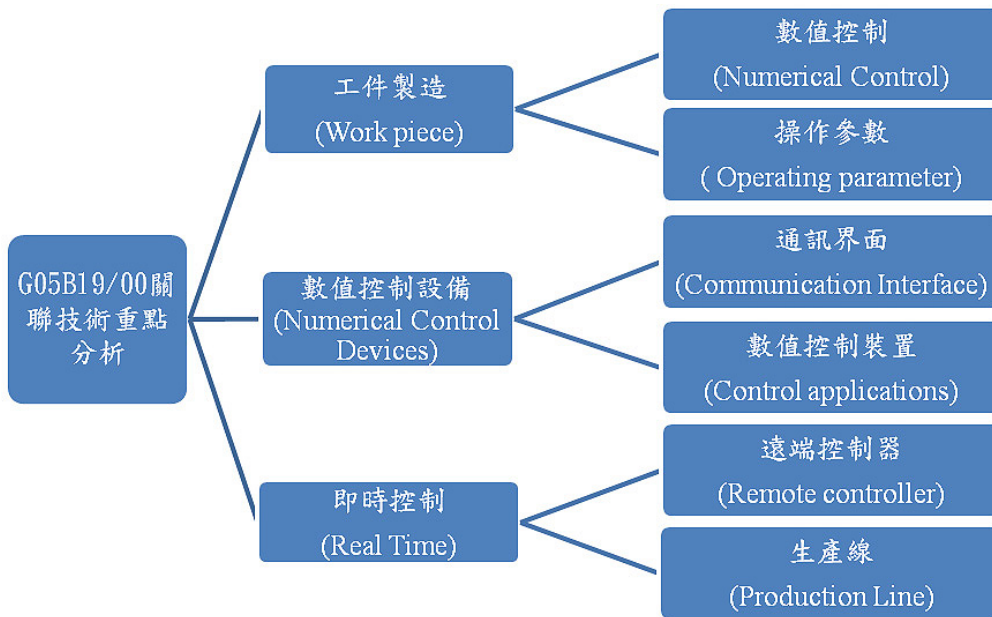 G05B19/00關
聯技術重點
分析
工件製造
(Work piece)
數值控制
(Numerical Control)
操作參數
( Operating parameter)
數值控制設備
(Numerical Control
Devices)
通訊界面
(Communication Interface)
數值控制裝置
(Control applications)
即時控制
(Real Time)
遠端控制器
(Remote controller)
生產線
(Production Line)